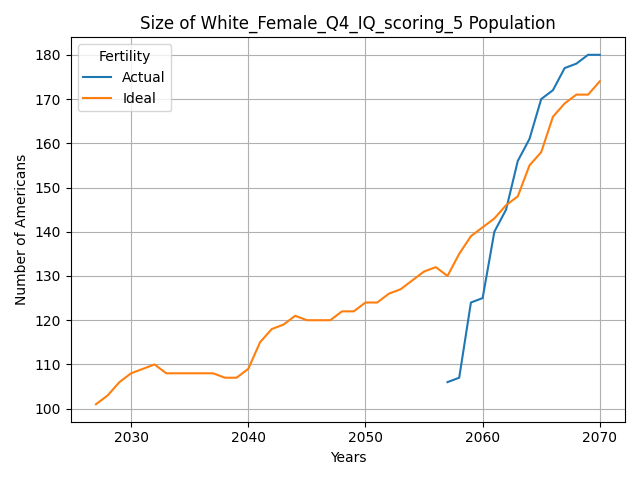 Size of White_Female_Q4_IQ_scoring_5 Population
Fertility
Actual
Ideal
Number of Americans
180
170
160
150
140
130
120
110
100
2030 2040 2050 2060 2070
Years